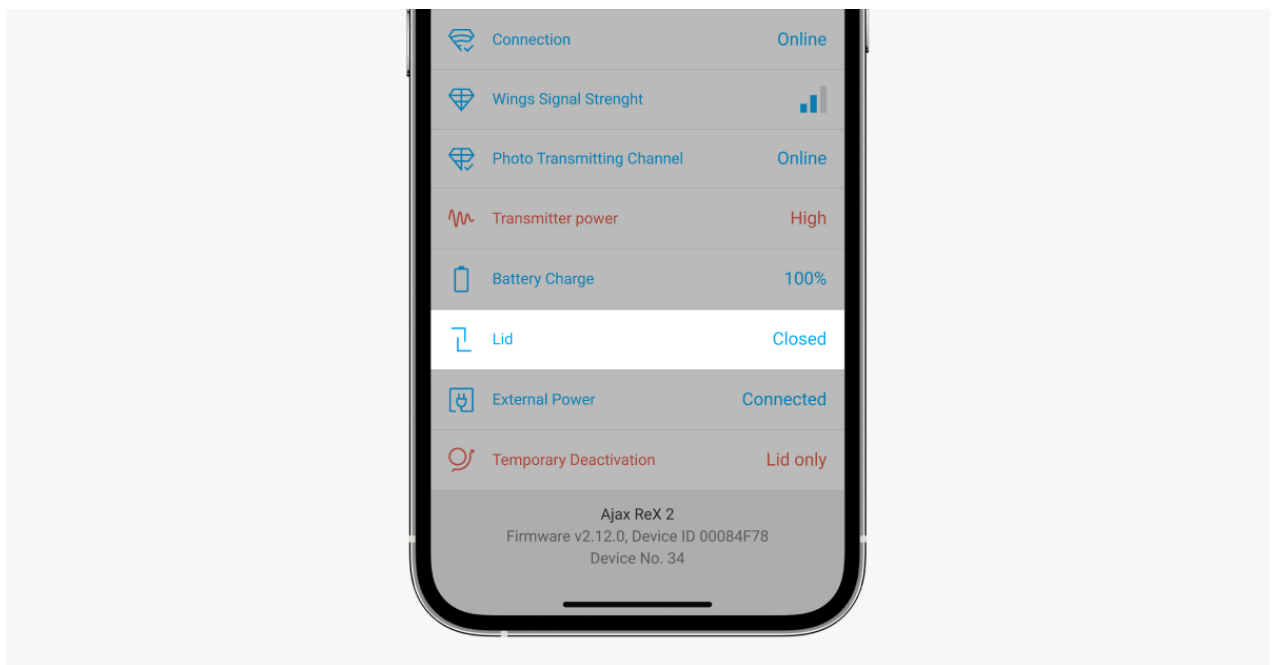 Connection Online
Wings Signal Strenght
Photo Transmitting Channel Online
Transmitter power High
Battery Charge 100%
Lid Closed
External Power Connected
Temporary Deactivation Lid only
Ajax ReX 2
Firmware v2.12.0, Device ID 00084F78
Device No. 34